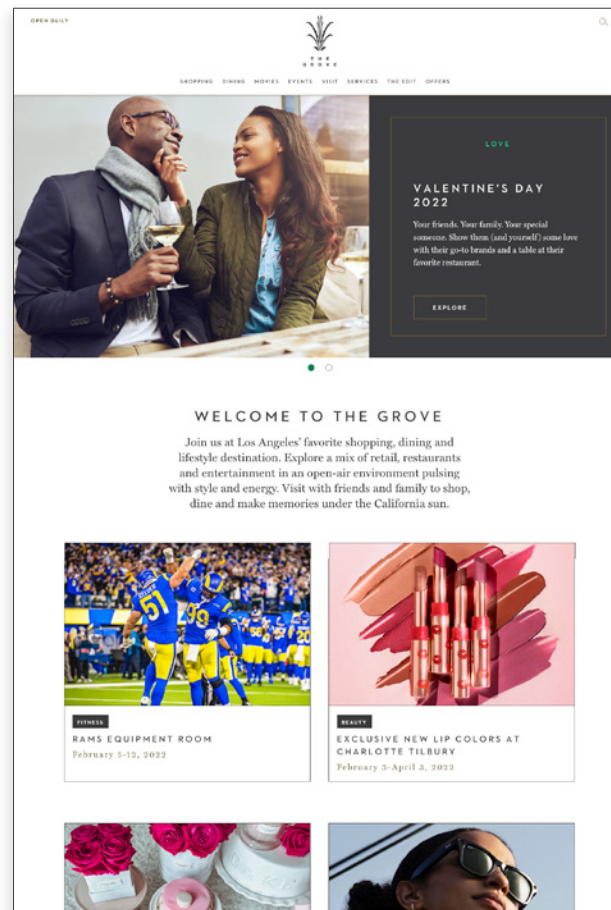 OPEN DAILY
THE
GROVE
SHOPPING DINING MOVIES EVENTS VISIT SERVICES THE EDIT OFFERS
LOVE
VALENTINE'S DAY
2022
Your friends. Your family. Your special
someone. Show them (and yourself) some love
with their go-to brands and a table at their
favorite restaurant.
EXPLORE
WELCOME TO THE GROVE
Join us at Los Angeles' favorite shopping, dining and
lifestyle destination. Explore a mix of retail, restaurants
and entertainment in an open-air environment pulsing
with style and energy. Visit with friends and family to shop,
dine and make memories under the California sun.
51
99
FITNESS
RAMS EQUIPMENT ROOM
February 5-12, 2022
BEAUTY
EXCLUSIVE NEW LIP COLORS AT
CHARLOTTE TILBURY
February 3-April 3, 2022